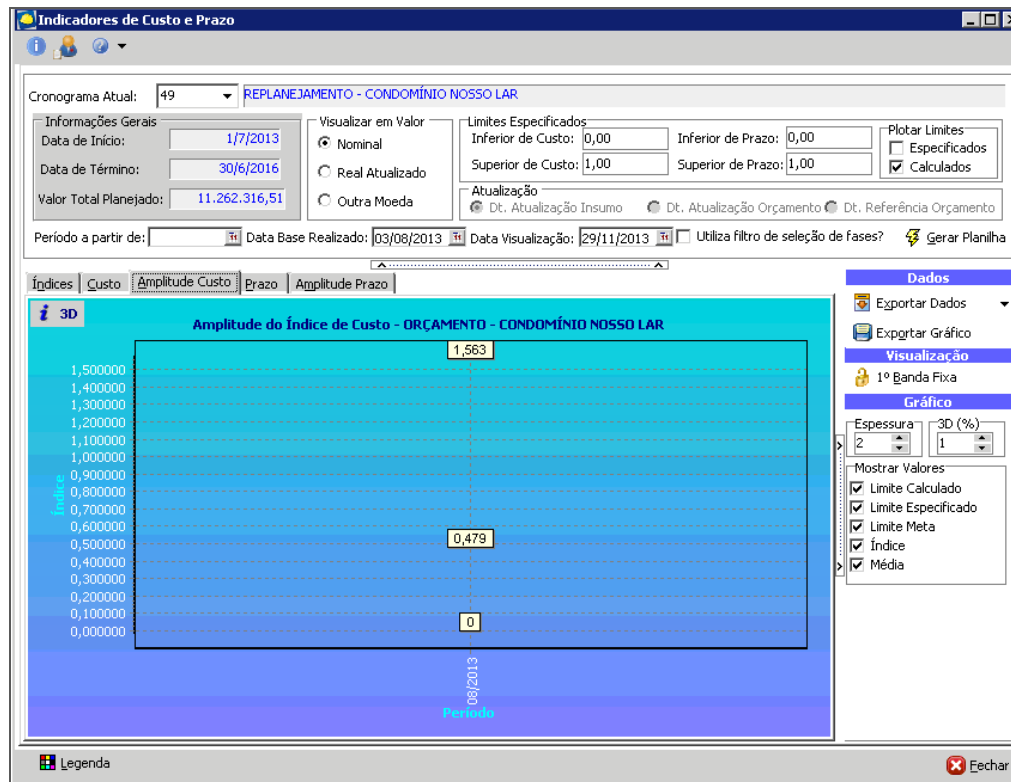 Indicadores de Custo e Prazo
Cronograma Atual: 49 REPLANEJAMENTO - CONDOMÍNIO NOSSO LAR
Informações Gerais
Data de Início: 1/7/2013
Data de Término: 30/6/2016
Valor Total Planejado: 11.262.316,51
Visualizar em Valor
Nominal
Real Atualizado
Outra Moeda
Limites Especificados
Inferior de Custo: 0,00 Inferior de Prazo: 0,00
Superior de Custo: 1,00 Superior de Prazo: 1,00
Plotar Limites
Especificados
Calculados
Atualização
Dt. Atualização Insumo Dt. Atualização Orçamento Dt. Referência Orçamento
Período a partir de: Data Base Realizado: 03/08/2013 Data Visualização: 29/11/2013 Utiliza filtro de seleção de fases? Gerar Planilha
Índices Custo Amplitude Custo Prazo Amplitude Prazo
i 3D
Amplitude do Índice de Custo - ORÇAMENTO - CONDOMÍNIO NOSSO LAR
1,563
1,500000
1,400000
1,300000
1,200000
1,100000
1,000000
0,900000
0,800000
0,700000
0,600000
0,500000
0,400000
0,300000
0,200000
0,100000
0,000000
Índice
0,479
0
08/2013
Período
Dados
Exportar Dados
Exportar Gráfico
Visualização
1º Banda Fixa
Gráfico
Espessura 3D (%)
2 1
Mostrar Valores
Limite Calculado
Limite Especificado
Limite Meta
Índice
Média
Legenda
Fechar